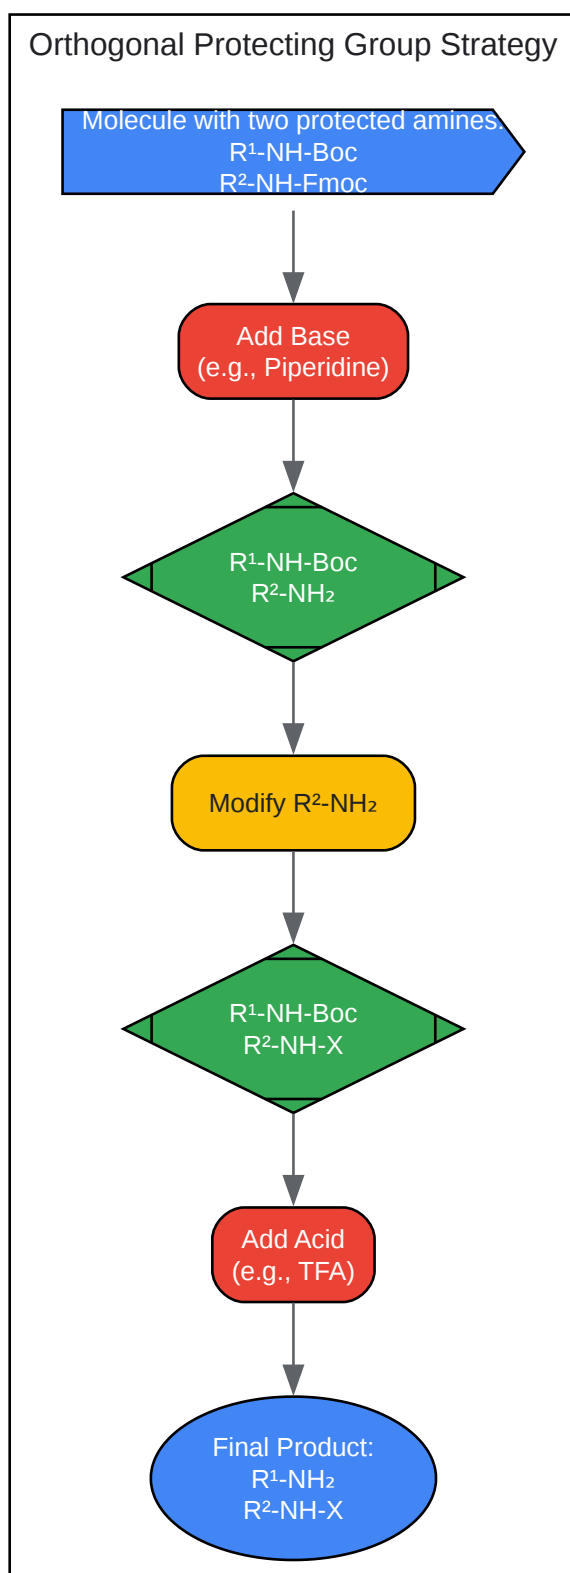 Orthogonal Protecting Group Strategy
Molecule with two protected amines:
R¹-NH-Boc
R²-NH-Fmoc
Add Base
(e.g., Piperidine)
R¹-NH-Boc
R²-NH₂
Modify R²-NH₂
R¹-NH-Boc
R²-NH-X
Add Acid
(e.g., TFA)
Final Product:
R¹-NH₂
R²-NH-X